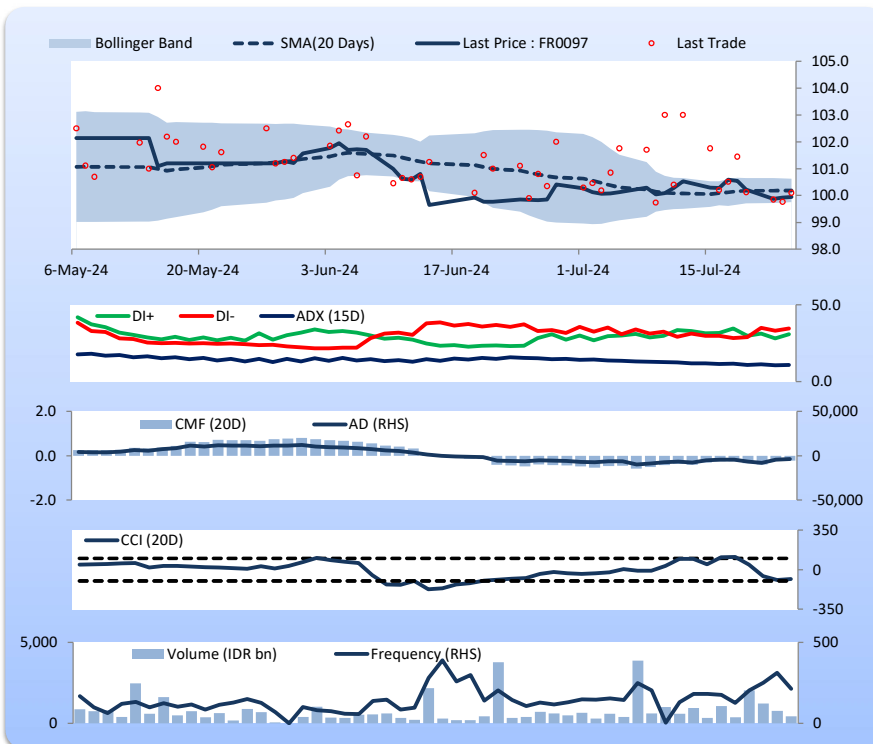 Bollinger Band SMA(20 Days) Last Price : FR0097 Last Trade
105.0
104.0
103.0
102.0
101.0
100.0
99.0
98.0
6-May-24 20-May-24 3-Jun-24 17-Jun-24 1-Jul-24 15-Jul-24
DI+ DI- ADX (15D)
50.0
0.0
2.0 CMF (20D) AD (RHS) 50,000
0.0 0
-2.0 -50,000
CCI (20D) 350
0
-350
5,000 Volume (IDR bn) Frequency (RHS) 500
0 0